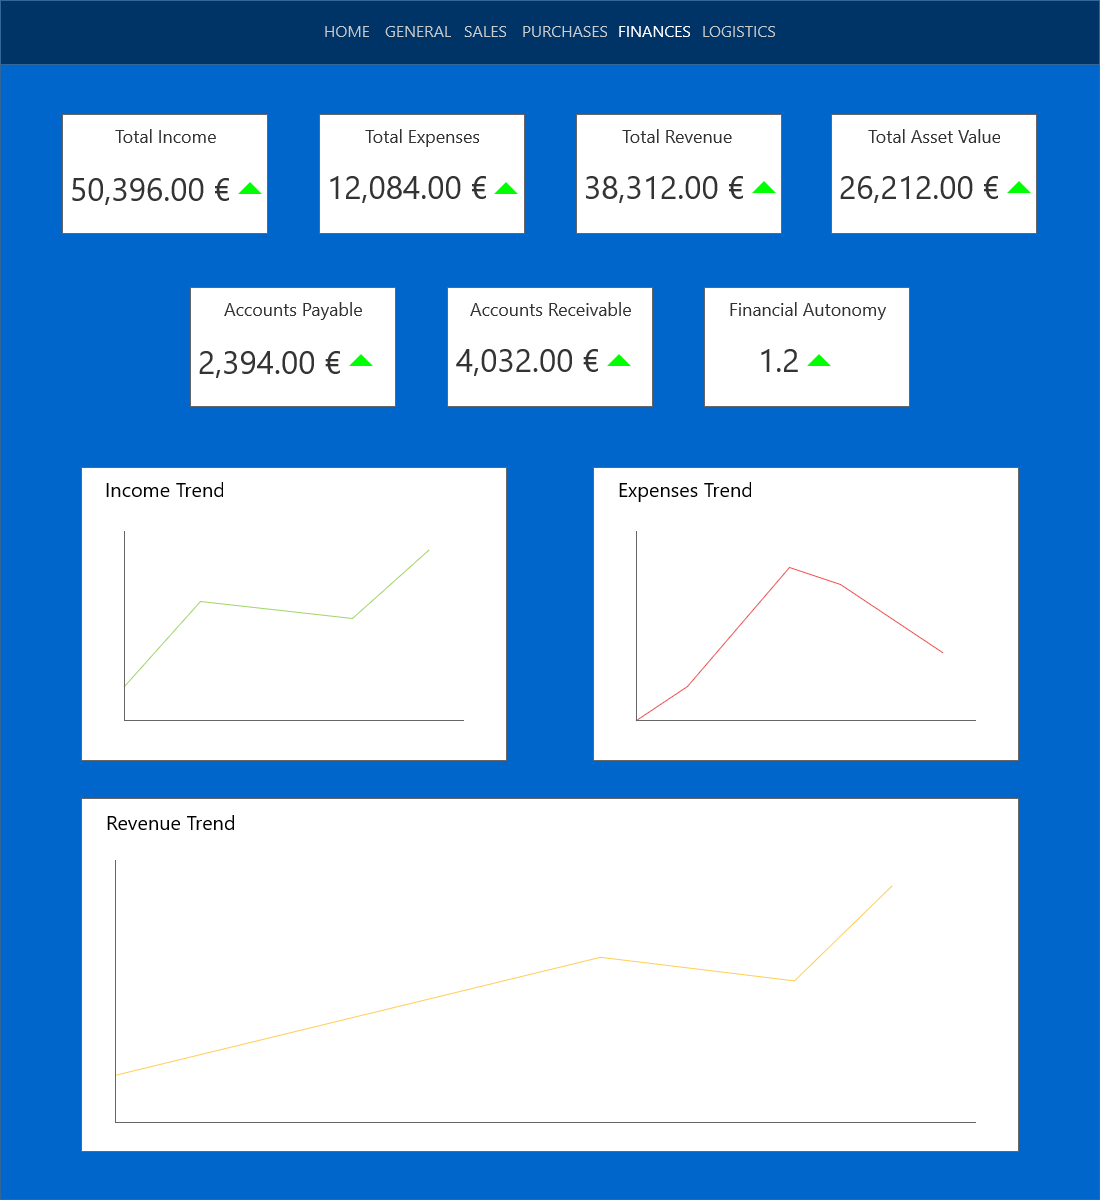 HOME GENERAL SALES PURCHASES FINANCES LOGISTICS
Total Income
50,396.00 €
Total Expenses
12,084.00 €
Total Revenue
38,312.00 €
Total Asset Value
26,212.00 €
Accounts Payable
2,394.00 €
Accounts Receivable
4,032.00 €
Financial Autonomy
1.2
Income Trend
Expenses Trend
Revenue Trend